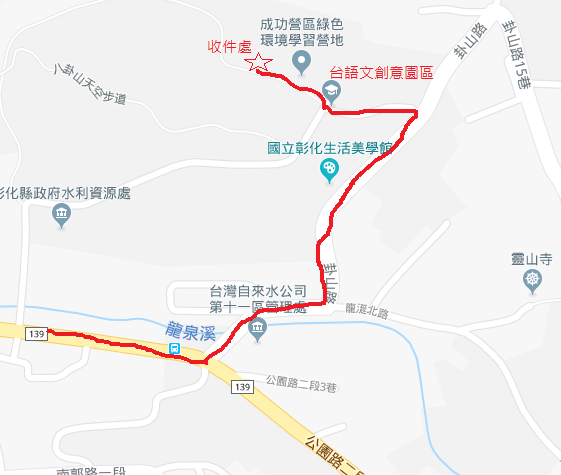 成功營區綠色
環境學習營地
收件處
台語文創意園區
卦山路
卦山路15巷
八卦山天空步道
國立彰化生活美學館
彰化縣政府水利資源處
靈山寺
卦山路
台灣自來水公司
第十一區管理處
龍涎北路
龍泉溪
139
139
公園路二段3巷
公園路二段
南郭路一段